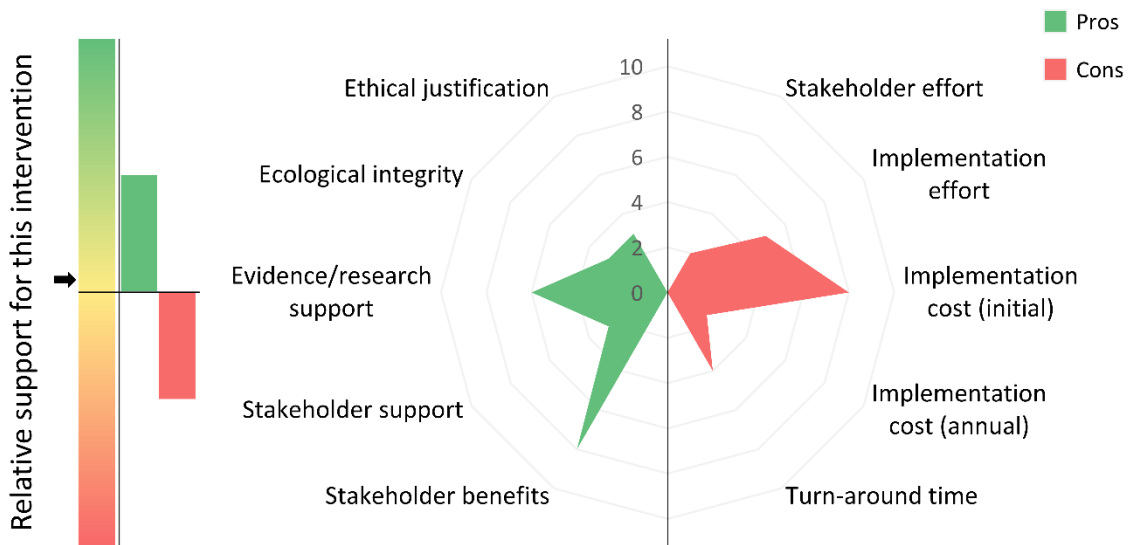 Relative support for this intervention
Pros
Cons
10
8
6
4
2
0
Ethical justification
Ecological integrity
Evidence/research
support
Stakeholder support
Stakeholder benefits
Stakeholder effort
Implementation
effort
Implementation
cost (initial)
Implementation
cost (annual)
Turn-around time